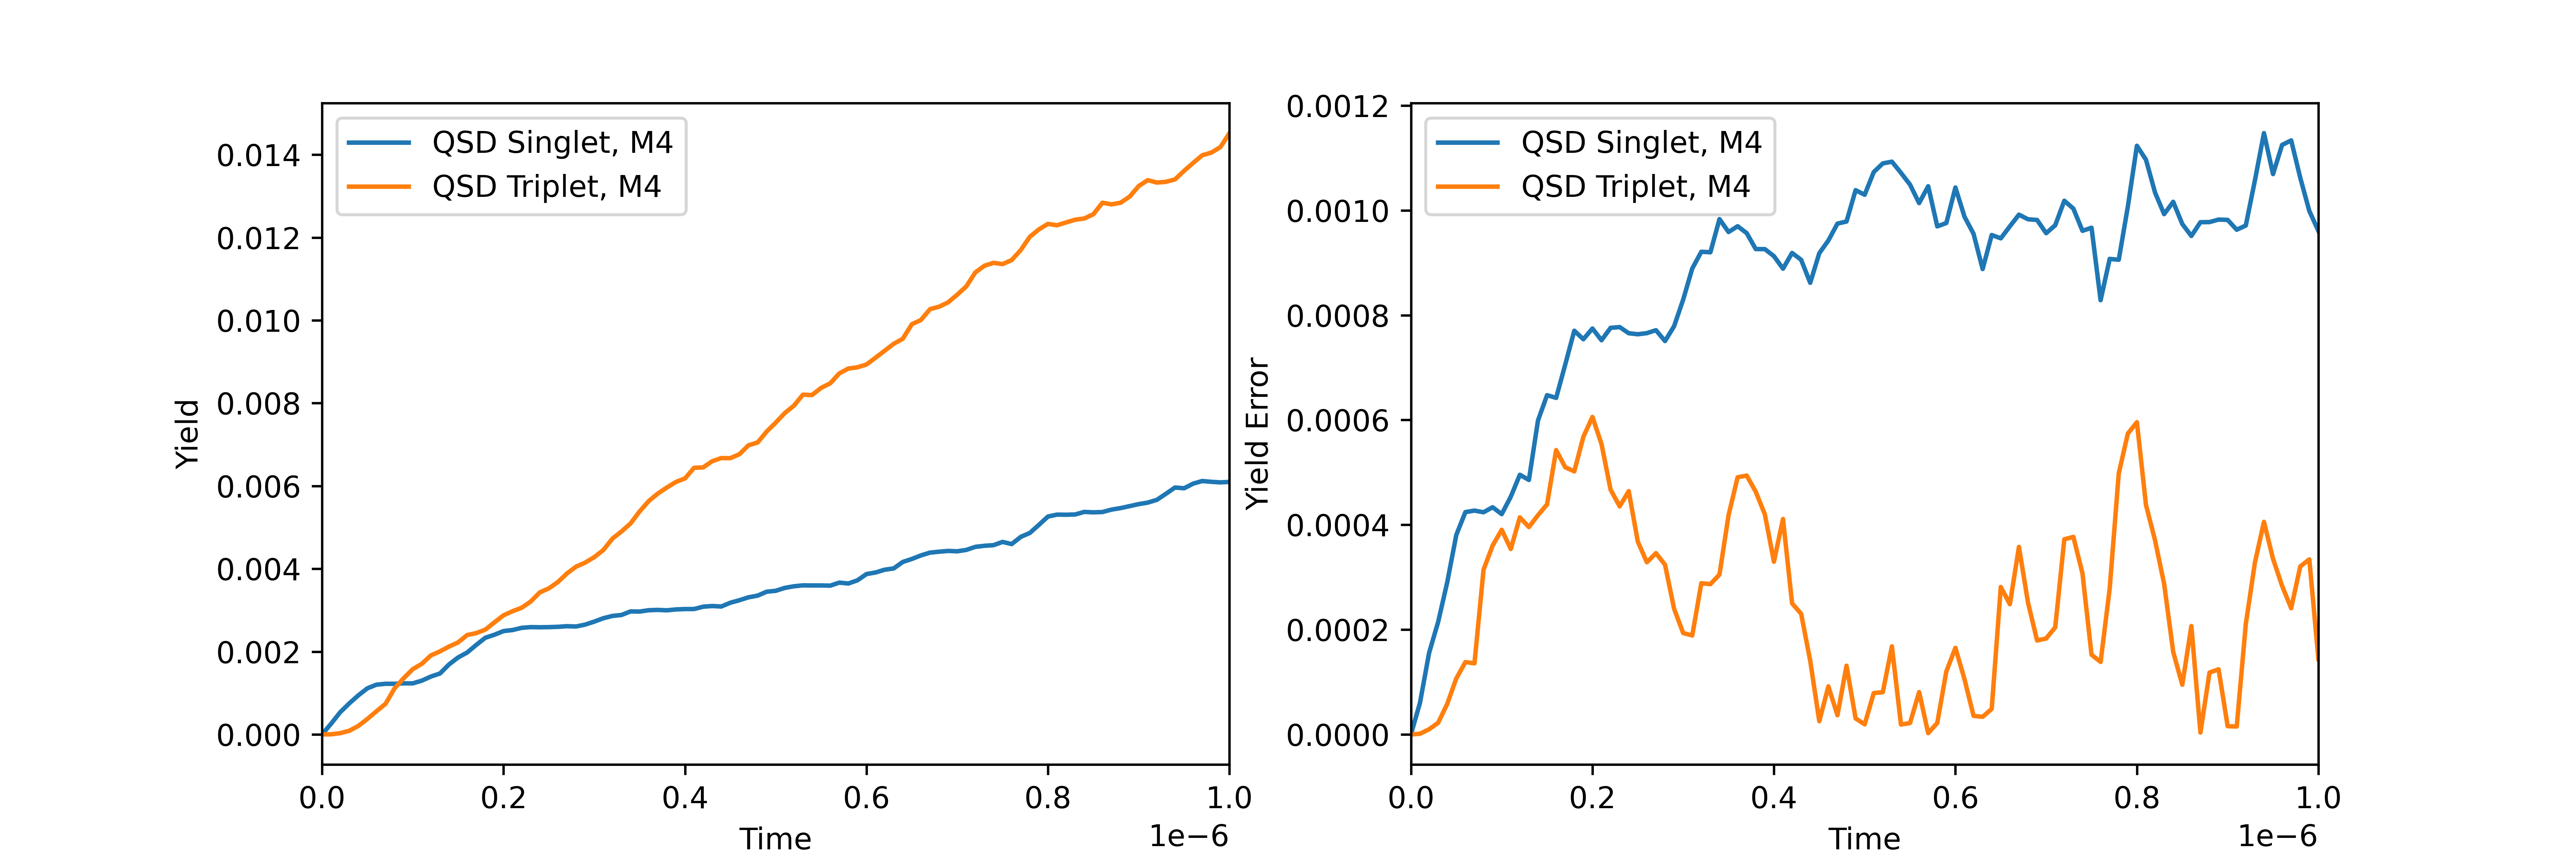 QSD Singlet, M4
QSD Triplet, M4
0.014
0.012
0.010
0.008
0.006
0.004
0.002
0.000
Yield
0.0 0.2 0.4 0.6 0.8 1.0
Time
1e−6
QSD Singlet, M4
QSD Triplet, M4
0.0012
0.0010
0.0008
0.0006
0.0004
0.0002
0.0000
Yield Error
0.0 0.2 0.4 0.6 0.8 1.0
Time
1e−6